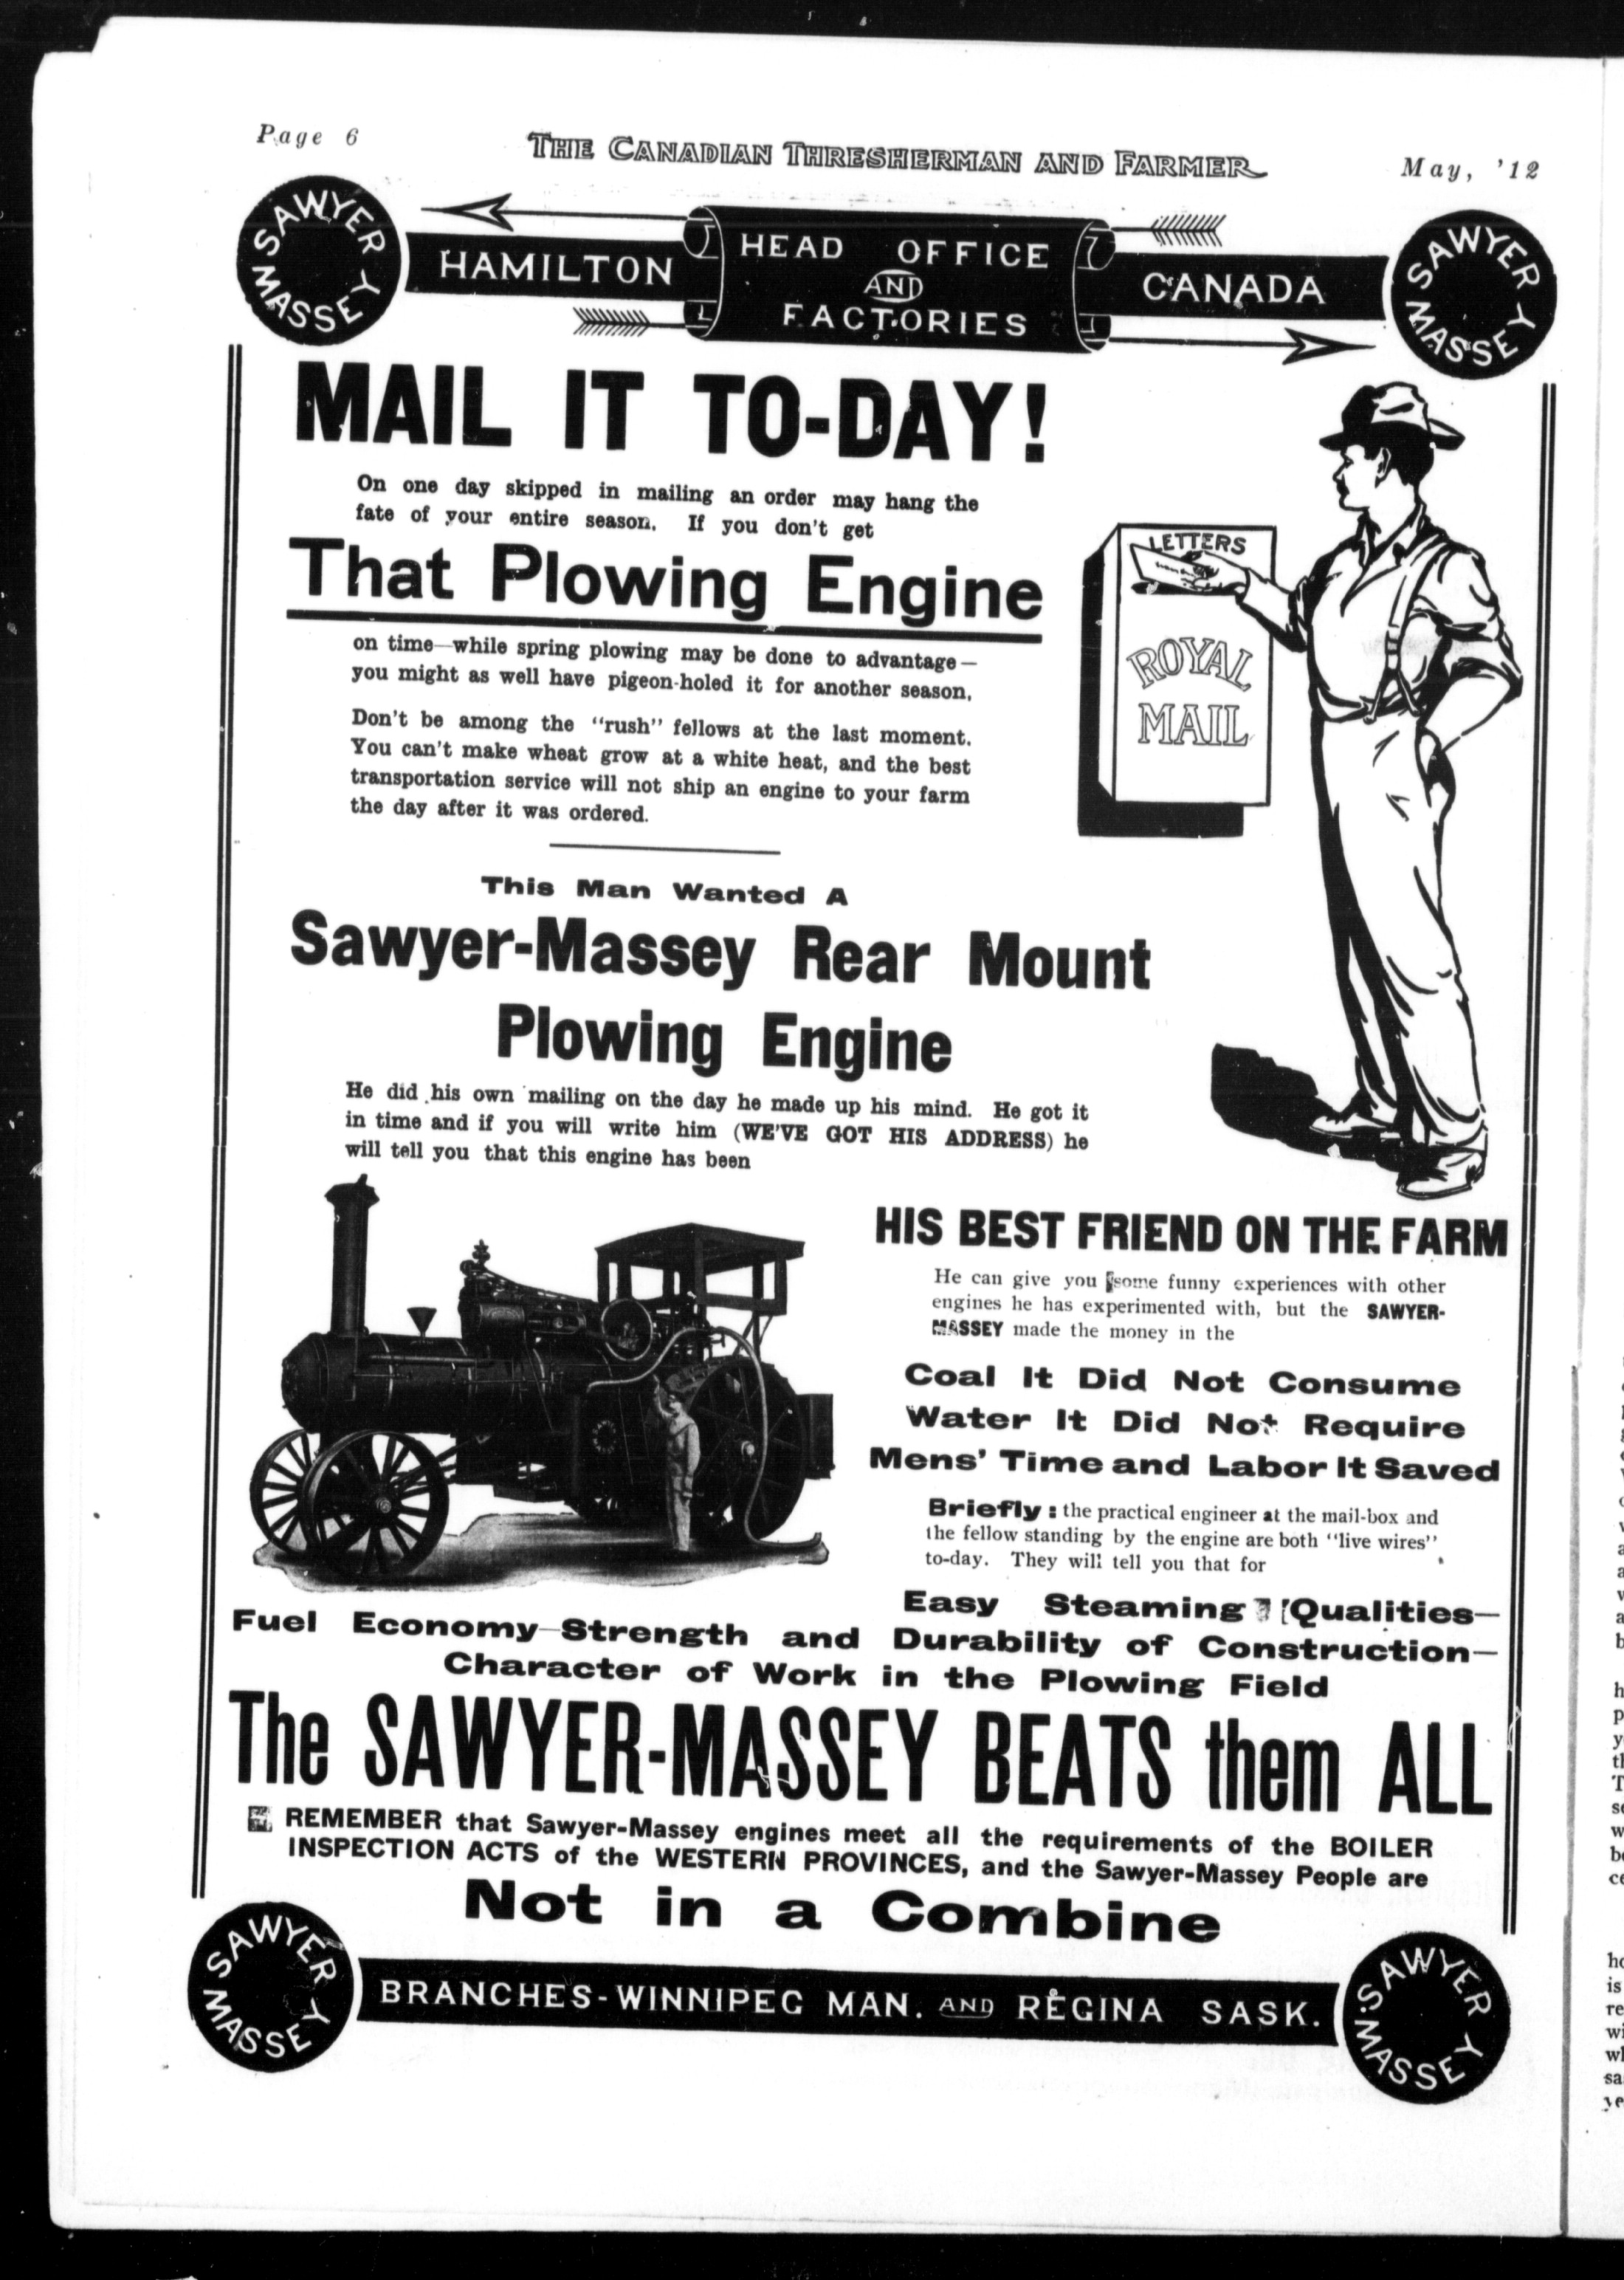 Page 6
THE CANADIAN THRESHERMAN AND FARMER
May, '12
SAWYER MASSEY
HAMILTON
HEAD OFFICE
AND
FACTORIES
CANADA
SAWYER MASSEY
MAIL IT TO-DAY!
On one day skipped in mailing an order may hang the
fate of your entire season. If you don't get
That Plowing Engine
on time—while spring plowing may be done to advantage—
you might as well have pigeon-holed it for another season.
Don't be among the "rush" fellows at the last moment.
You can't make wheat grow at a white heat, and the best
transportation service will not ship an engine to your farm
the day after it was ordered.
LETTERS
ROYAL
MAIL
This Man Wanted A
Sawyer-Massey Rear Mount
Plowing Engine
He did his own mailing on the day he made up his mind. He got it
in time and if you will write him (WE'VE GOT HIS ADDRESS) he
will tell you that this engine has been
HIS BEST FRIEND ON THE FARM
He can give you some funny experiences with other
engines he has experimented with, but the SAWYER-
MASSEY made the money in the
Coal It Did Not Consume
Water It Did Not Require
Mens' Time and Labor It Saved
Briefly: the practical engineer at the mail-box and
the fellow standing by the engine are both "live wires"
to-day. They will tell you that for
Easy Steaming Qualities—
Fuel Economy—Strength and Durability of Construction—
Character of Work in the Plowing Field
The SAWYER-MASSEY BEATS them ALL
REMEMBER that Sawyer-Massey engines meet all the requirements of the BOILER
INSPECTION ACTS of the WESTERN PROVINCES, and the Sawyer-Massey People are
Not in a Combine
SAWYER MASSEY
BRANCHES-WINNIPEG MAN. AND REGINA SASK.
SAWYER MASSEY